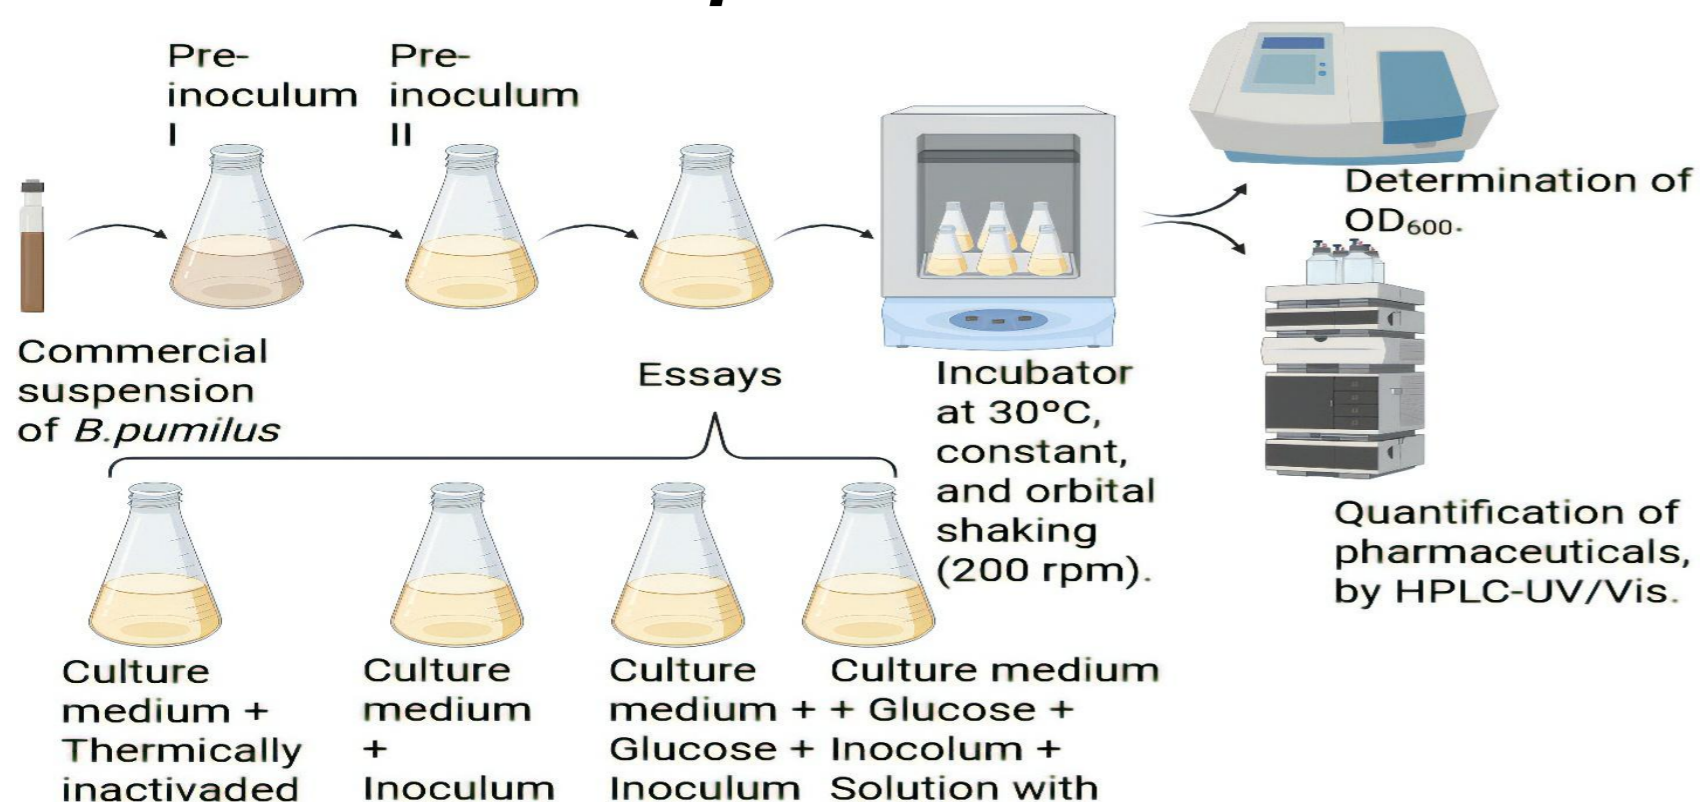 Pre-
inoculum
I
Pre-
inoculum
II
Commercial
suspension
of B.pumilus
Essays
Incubator
at 30ºC,
constant,
and orbital
shaking
(200 rpm).
Determination of
OD₆₀₀.
Quantification of
pharmaceuticals,
by HPLC-UV/Vis.
Culture
medium +
Thermically
inactivaded
Culture
medium
+
Inoculum
Culture
medium +
Glucose +
Inoculum
Culture medium
+ Glucose +
Inocolum +
Solution with